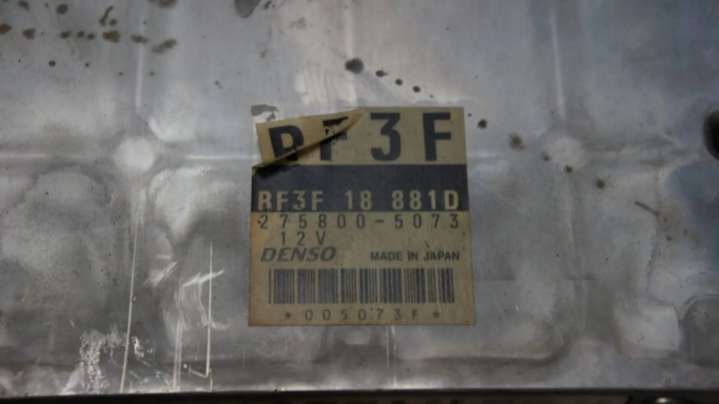 RF3F
RF3F 18 881D
275800-5073
12V
DENSO MADE IN JAPAN
*005073F*